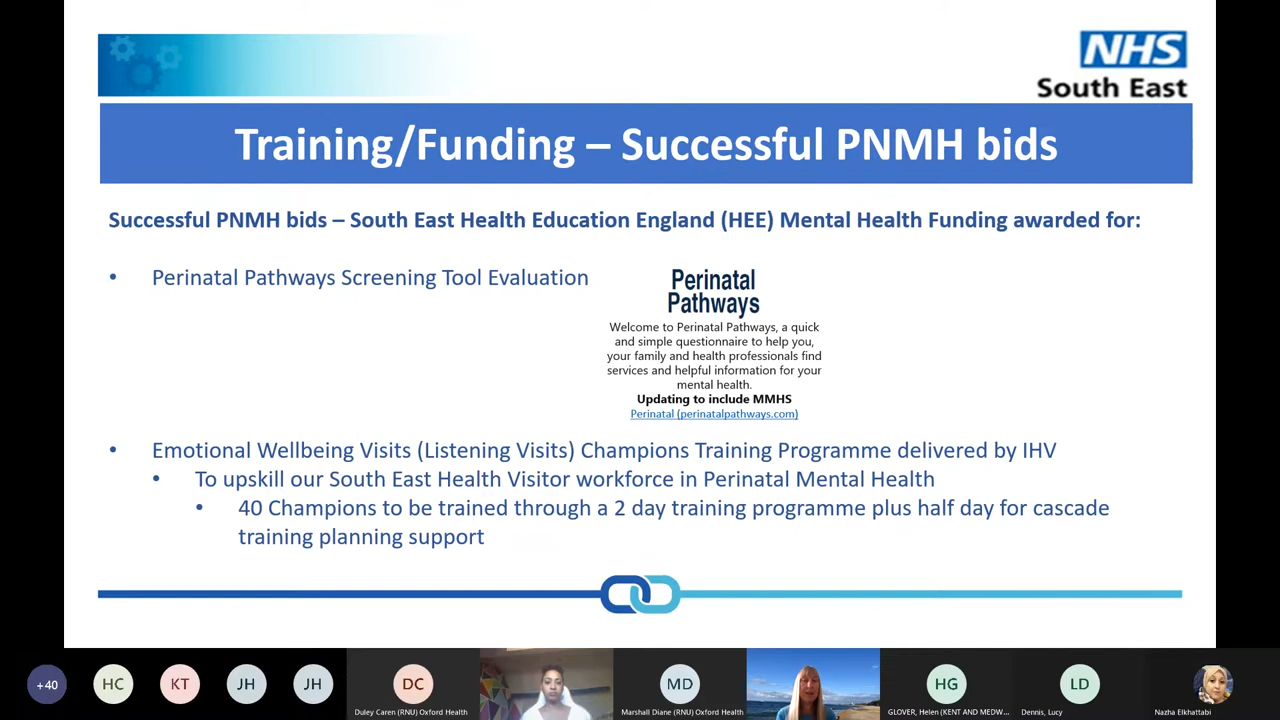 NHS
South East
Training/Funding – Successful PNMH bids
Successful PNMH bids – South East Health Education England (HEE) Mental Health Funding awarded for:
• Perinatal Pathways Screening Tool Evaluation
Perinatal
Pathways
Welcome to Perinatal Pathways, a quick
and simple questionnaire to help you,
your family and health professionals find
services and helpful information for your
mental health.
Updating to include MMHS
Perinatal (perinatalpathways.com)
• Emotional Wellbeing Visits (Listening Visits) Champions Training Programme delivered by IHV
• To upskill our South East Health Visitor workforce in Perinatal Mental Health
• 40 Champions to be trained through a 2 day training programme plus half day for cascade
training planning support
+40 HC KT JH JH DC MD HG LD
Duley Caren (RNU) Oxford Health Marshall Diane (RNU) Oxford Health GLOVER, Helen (KENT AND MEDW... Dennis, Lucy Nazha Elkhattabi